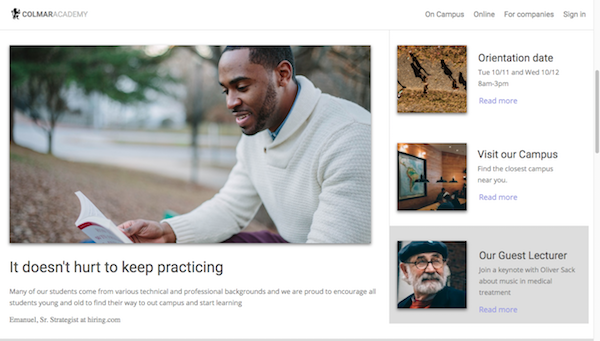 COLMARACADEMY
On Campus Online For companies Sign in
It doesn't hurt to keep practicing
Many of our students come from various technical and professional backgrounds and we are proud to encourage all
students young and old to find their way to out campus and start learning
Emanuel, Sr. Strategist at hiring.com
Orientation date
Tue 10/11 and Wed 10/12
8am-3pm
Read more
Visit our Campus
Find the closest campus
near you.
Read more
Our Guest Lecturer
Join a keynote with Oliver Sack
about music in medical
treatment
Read more